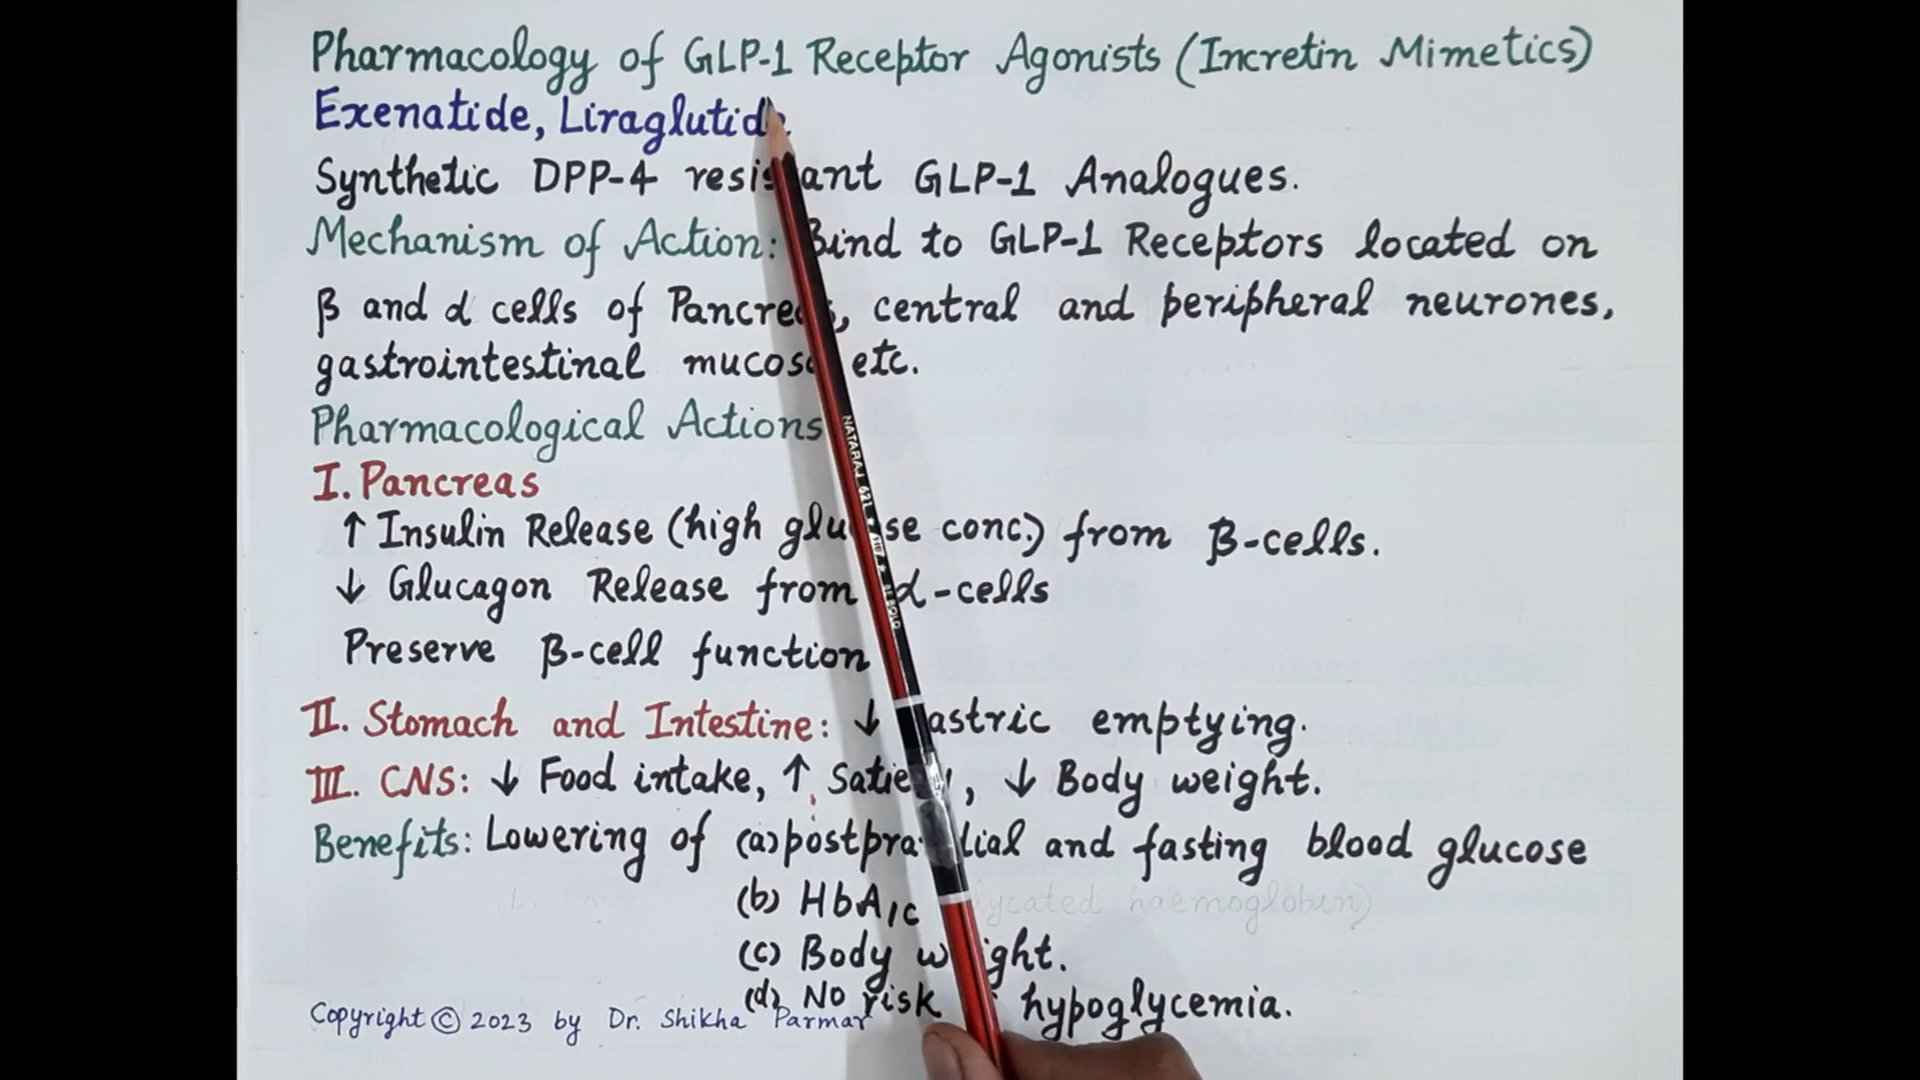 Pharmacology of GLP-1 Receptor Agonists (Incretin Mimetics)
Exenatide, Liraglutide
Synthetic DPP-4 resistant GLP-1 Analogues.
Mechanism of Action: Bind to GLP-1 Receptors located on
β and α cells of Pancreas, central and peripheral neurones,
gastrointestinal mucosa etc.
Pharmacological Actions
I. Pancreas
↑ Insulin Release (high glucose conc.) from β-cells.
↓ Glucagon Release from α-cells
Preserve β-cell function
II. Stomach and Intestine: ↓ gastric emptying.
III. CNS: ↓ Food intake, ↑ Satiety, ↓ Body weight.
Benefits: Lowering of (a) postprandial and fasting blood glucose
(b) HbA1c
(c) Body weight.
(d) No risk of hypoglycemia.
Copyright © 2023 by Dr. Shikha Parmar
NATARAJ 621